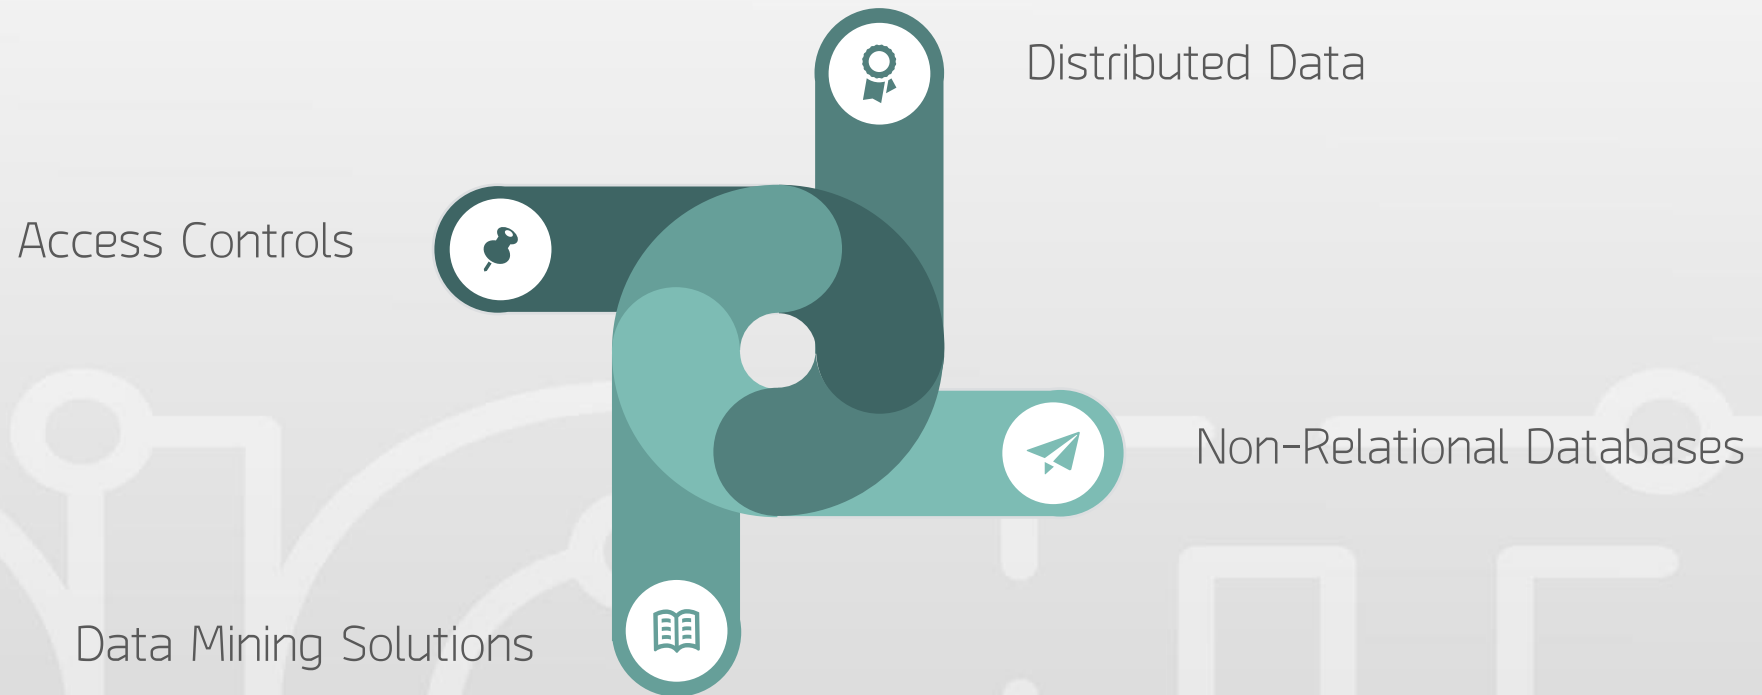 Distributed Data
Access Controls
Non-Relational Databases
Data Mining Solutions